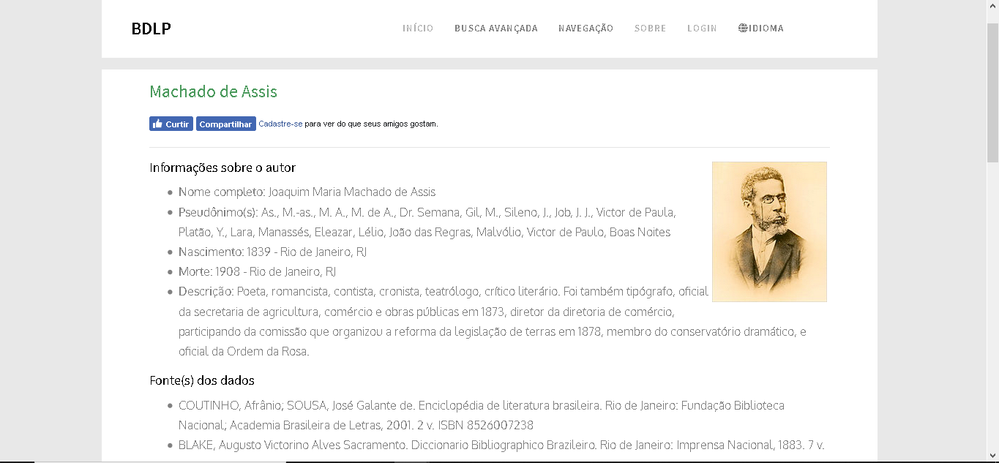 BDLP
INÍCIO BUSCA AVANÇADA NAVEGAÇÃO SOBRE LOGIN IDIOMA
Machado de Assis
Curtir Compartilhar Cadastre-se para ver do que seus amigos gostam.
Informações sobre o autor
Nome completo: Joaquim Maria Machado de Assis
Pseudônimo(s): As., M.-as., M. A., M. de A., Dr. Semana, Gil, M., Sileno, J., Job, J. J., Victor de Paula,
Platão, Y., Lara, Manassés, Eleazar, Lélio, João das Regras, Malvólio, Victor de Paulo, Boas Noites
Nascimento: 1839 - Rio de Janeiro, RJ
Morte: 1908 - Rio de Janeiro, RJ
Descrição: Poeta, romancista, contista, cronista, teatrólogo, crítico literário. Foi também tipógrafo, oficial
da secretaria de agricultura, comércio e obras públicas em 1873, diretor da diretoria de comércio,
participando da comissão que organizou a reforma da legislação de terras em 1878, membro do conservatório dramático, e
oficial da Ordem da Rosa.
Fonte(s) dos dados
COUTINHO, Afrânio; SOUSA, José Galante de. Enciclopédia de literatura brasileira. Rio de Janeiro: Fundação Biblioteca
Nacional; Academia Brasileira de Letras, 2001. 2 v. ISBN 8526007238
BLAKE, Augusto Victorino Alves Sacramento. Diccionario Bibliographico Brazileiro. Rio de Janeiro: Imprensa Nacional, 1883. 7 v.